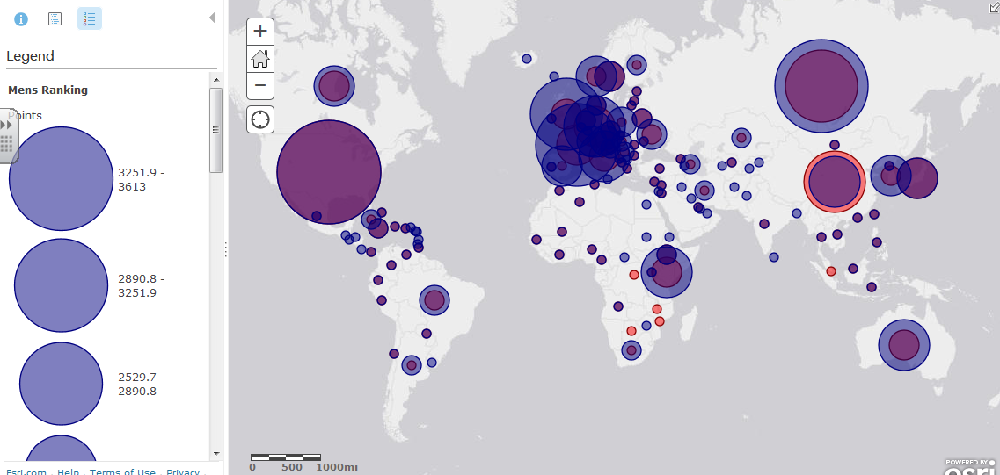 Legend
Mens Ranking
Points
3251.9 -
3613
2890.8 -
3251.9
2529.7 -
2890.8
Esri.com . Help . Terms of Use . Privacy .
+
−
0 500 1000mi
POWERED BY
esri